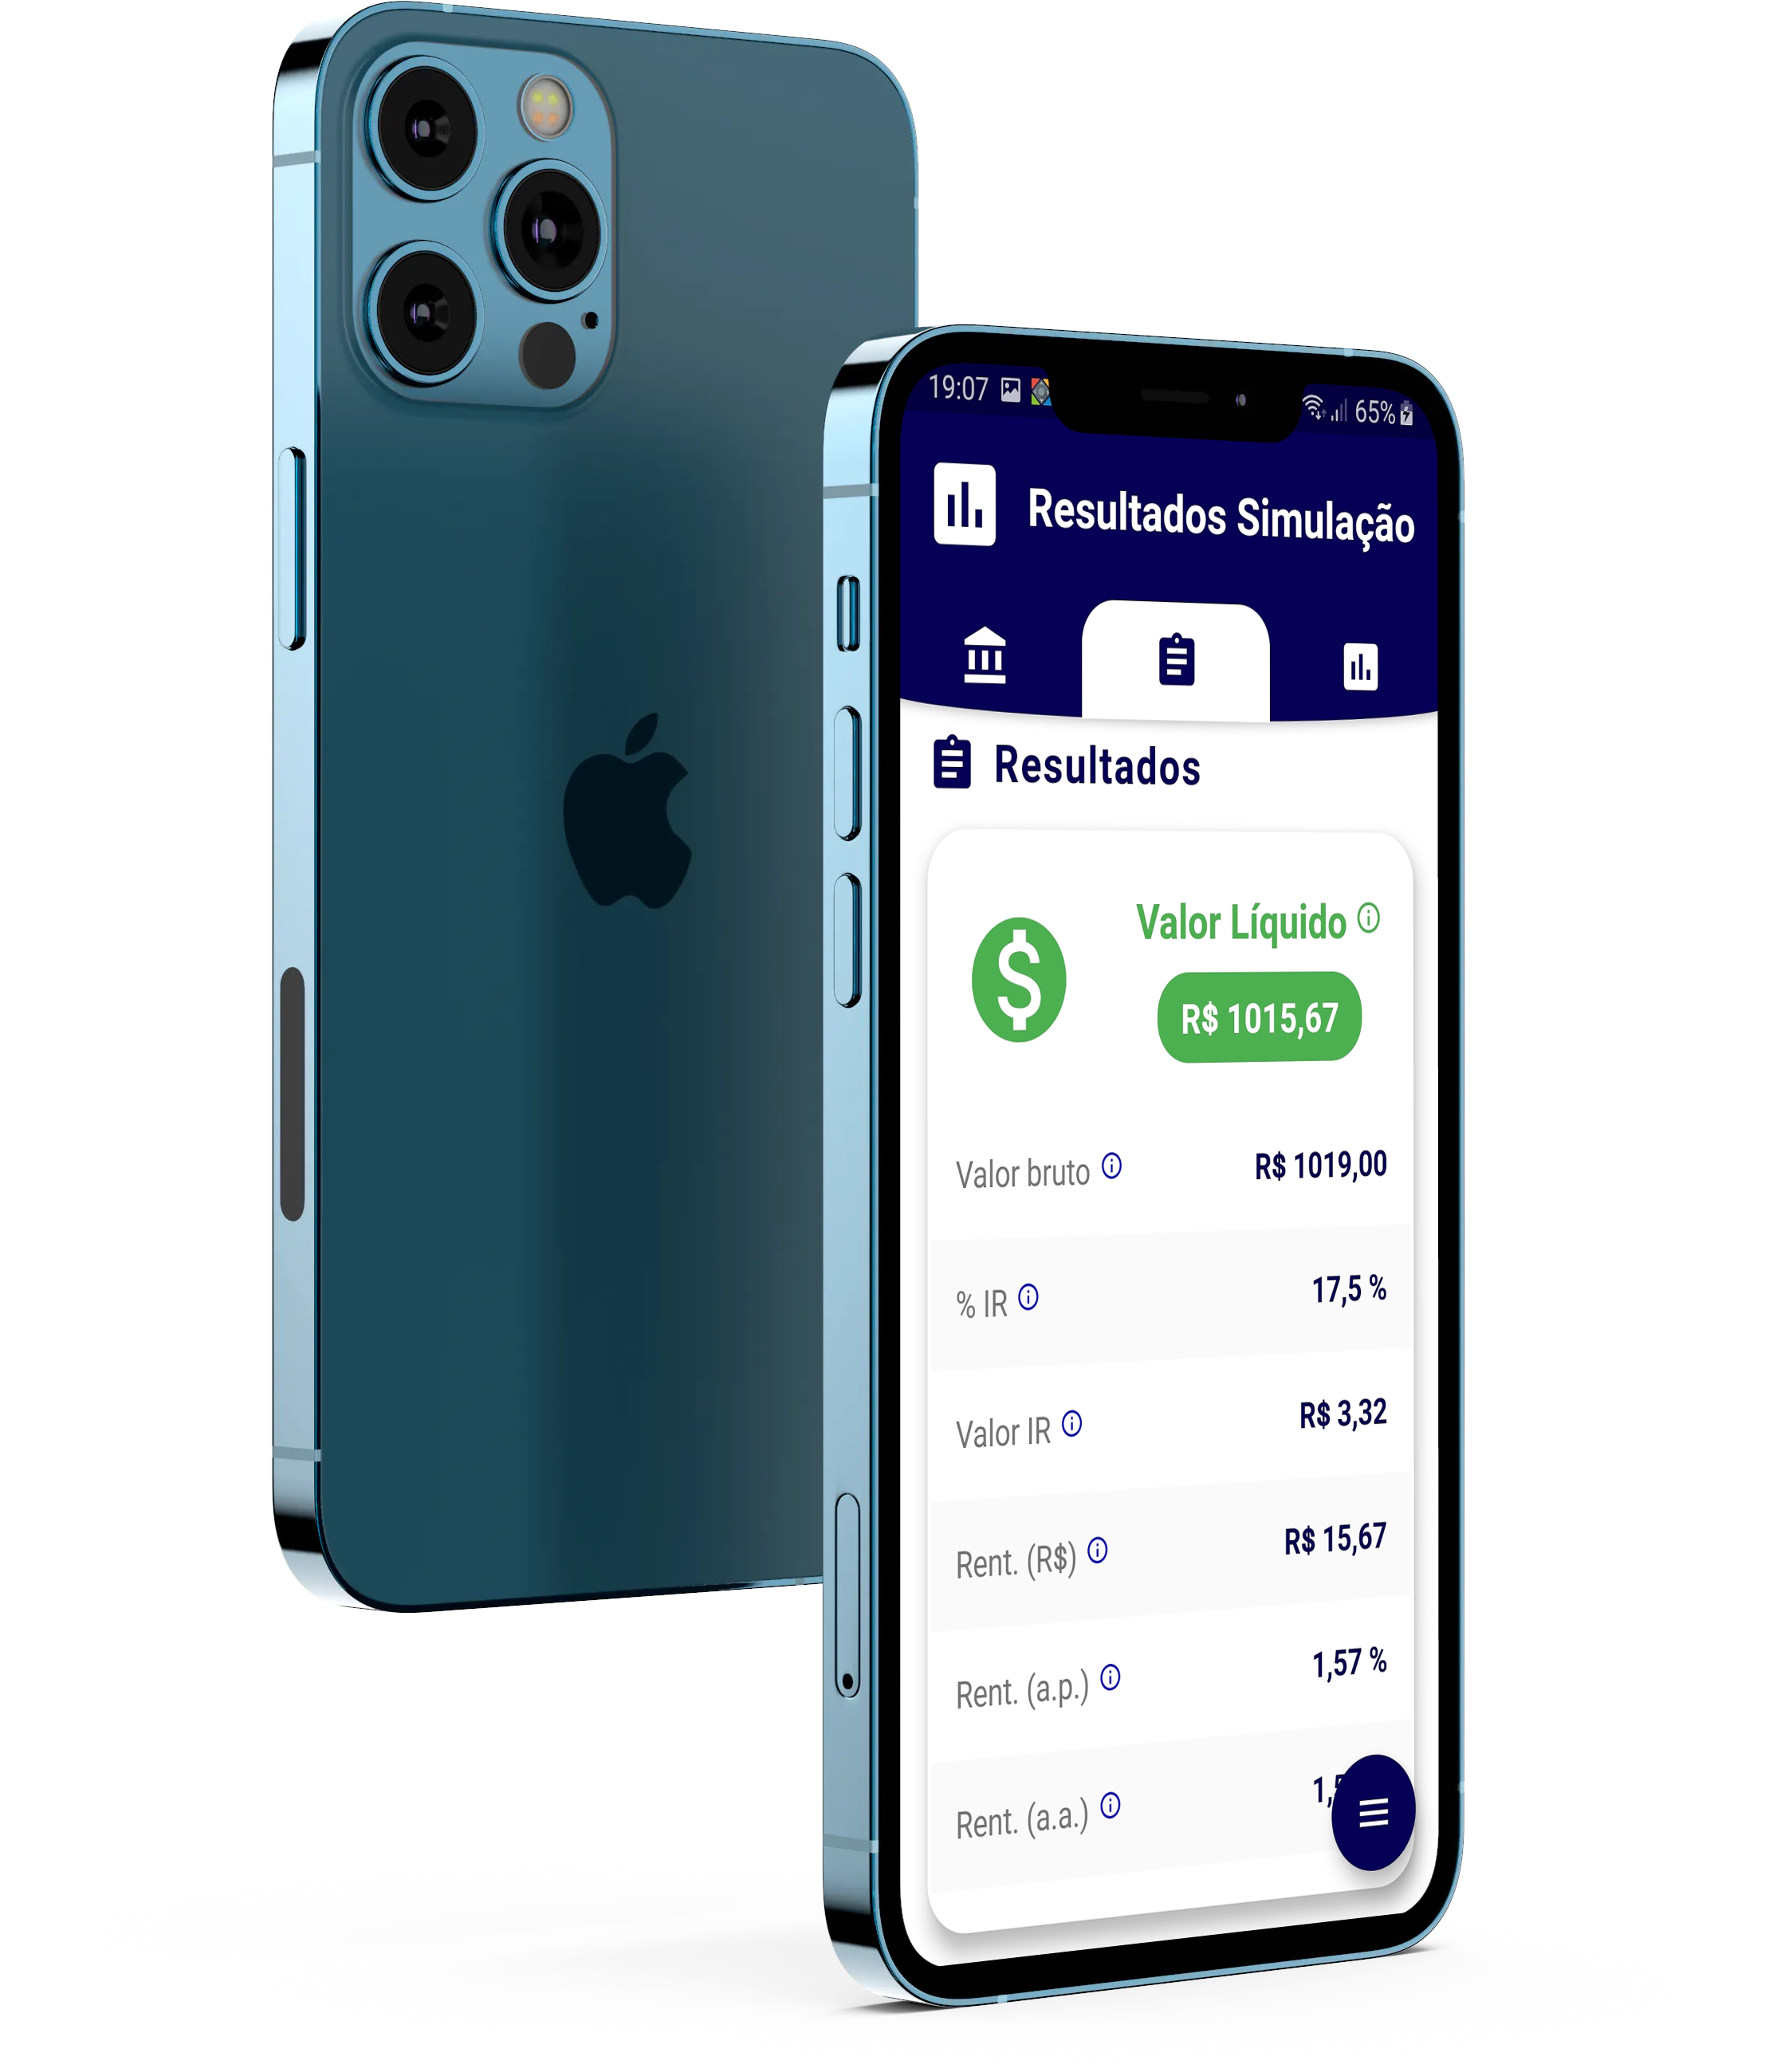 19:07
65%
Resultados Simulação
Resultados
Valor Líquido
R$ 1015,67
Valor bruto R$ 1019,00
% IR 17,5 %
Valor IR R$ 3,32
Rent. (R$) R$ 15,67
Rent. (a.p.) 1,57 %
Rent. (a.a.)